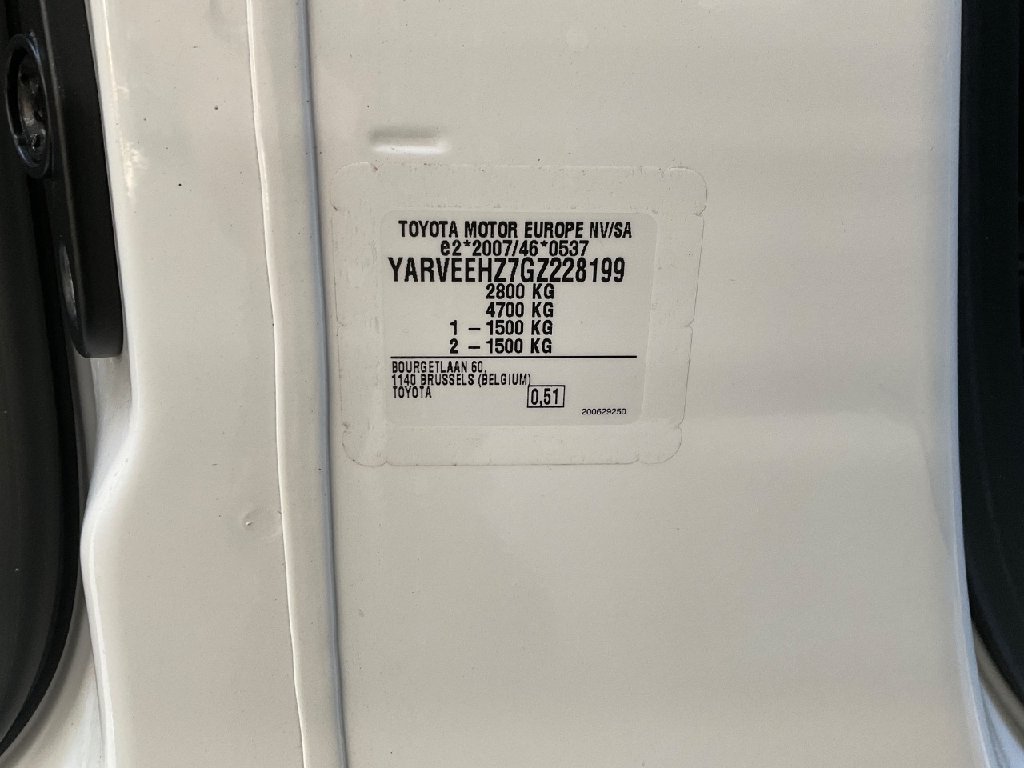 TOYOTA MOTOR EUROPE NV/SA
e2*2007/46*0537
YARVEEHZ7GZ228199
2800 KG
4700 KG
1 – 1500 KG
2 – 1500 KG
BOURGETLAAN 60,
1140 BRUSSELS (BELGIUM)
TOYOTA
0,51